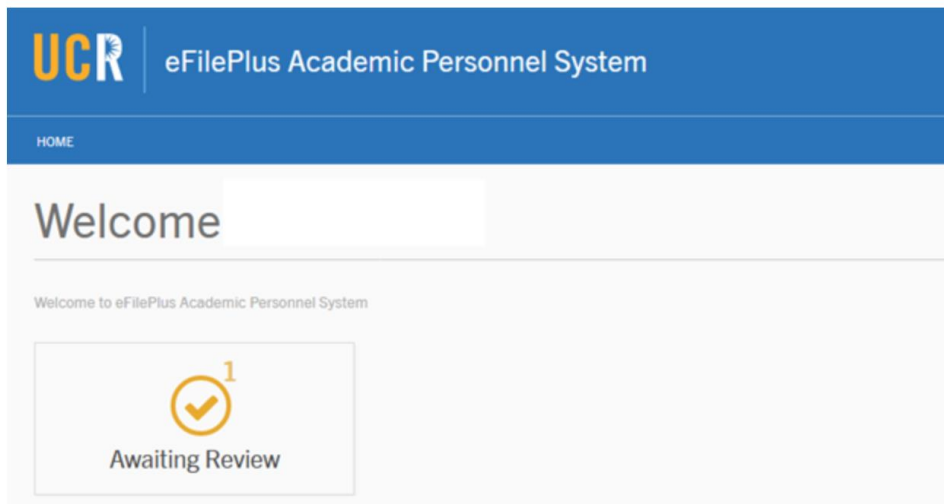 UCR
eFilePlus Academic Personnel System
HOME
Welcome
Welcome to eFilePlus Academic Personnel System
1
Awaiting Review